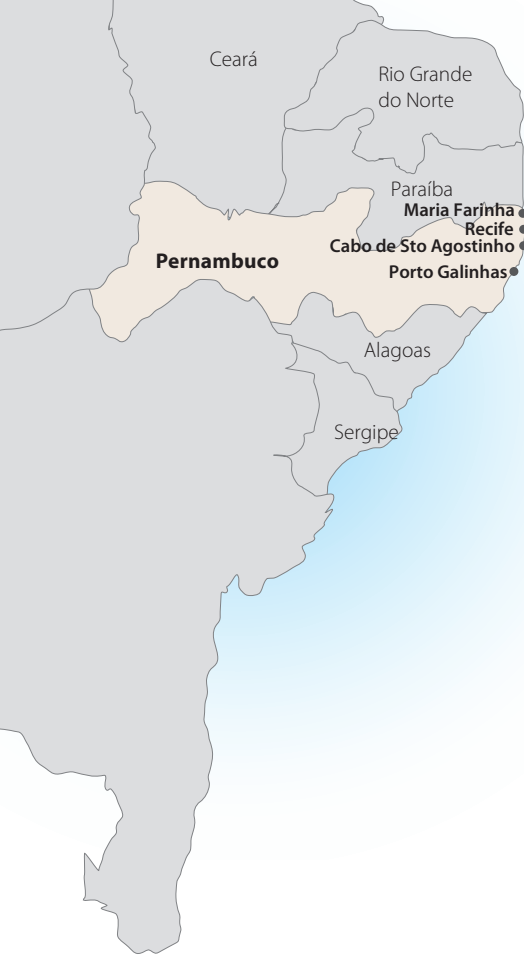 Ceará
Rio Grande
do Norte
Paraíba
Maria Farinha
Recife
Cabo de Sto Agostinho
Pernambuco
Porto Galinhas
Alagoas
Sergipe